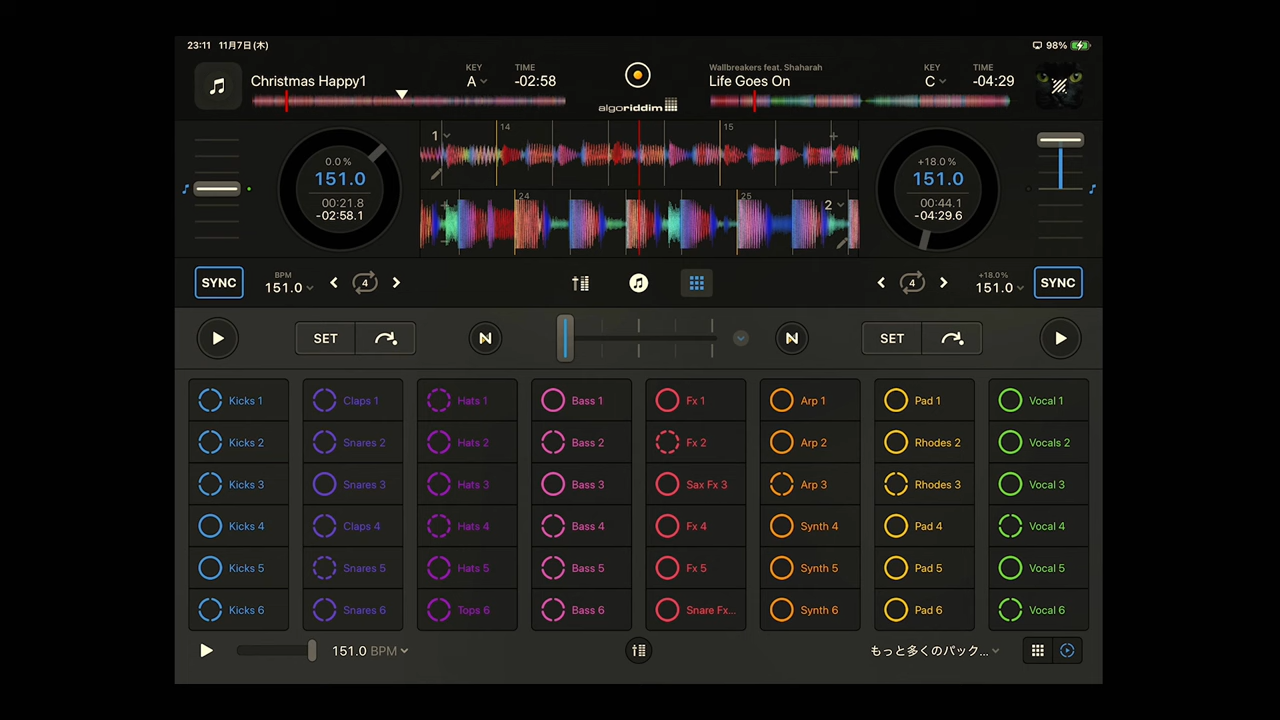 23:11 11月7日(木) 98%
Christmas Happy1 KEY A TIME -02:58
Wallbreakers feat. Shaharah
Life Goes On KEY C TIME -04:29
algoriddim
0.0 %
151.0
00:21.8
-02:58.1
1 14 15
24 25 2
+18.0 %
151.0
00:44.1
-04:29.6
SYNC BPM 151.0 4
4 +18.0 % 151.0 SYNC
SET SET
Kicks 1 Claps 1 Hats 1 Bass 1 Fx 1 Arp 1 Pad 1 Vocal 1
Kicks 2 Snares 2 Hats 2 Bass 2 Fx 2 Arp 2 Rhodes 2 Vocals 2
Kicks 3 Snares 3 Hats 3 Bass 3 Sax Fx 3 Arp 3 Rhodes 3 Vocal 3
Kicks 4 Claps 4 Hats 4 Bass 4 Fx 4 Synth 4 Pad 4 Vocal 4
Kicks 5 Snares 5 Hats 5 Bass 5 Fx 5 Synth 5 Pad 5 Vocal 5
Kicks 6 Snares 6 Tops 6 Bass 6 Snare Fx... Synth 6 Pad 6 Vocal 6
151.0 BPM もっと多くのパック...